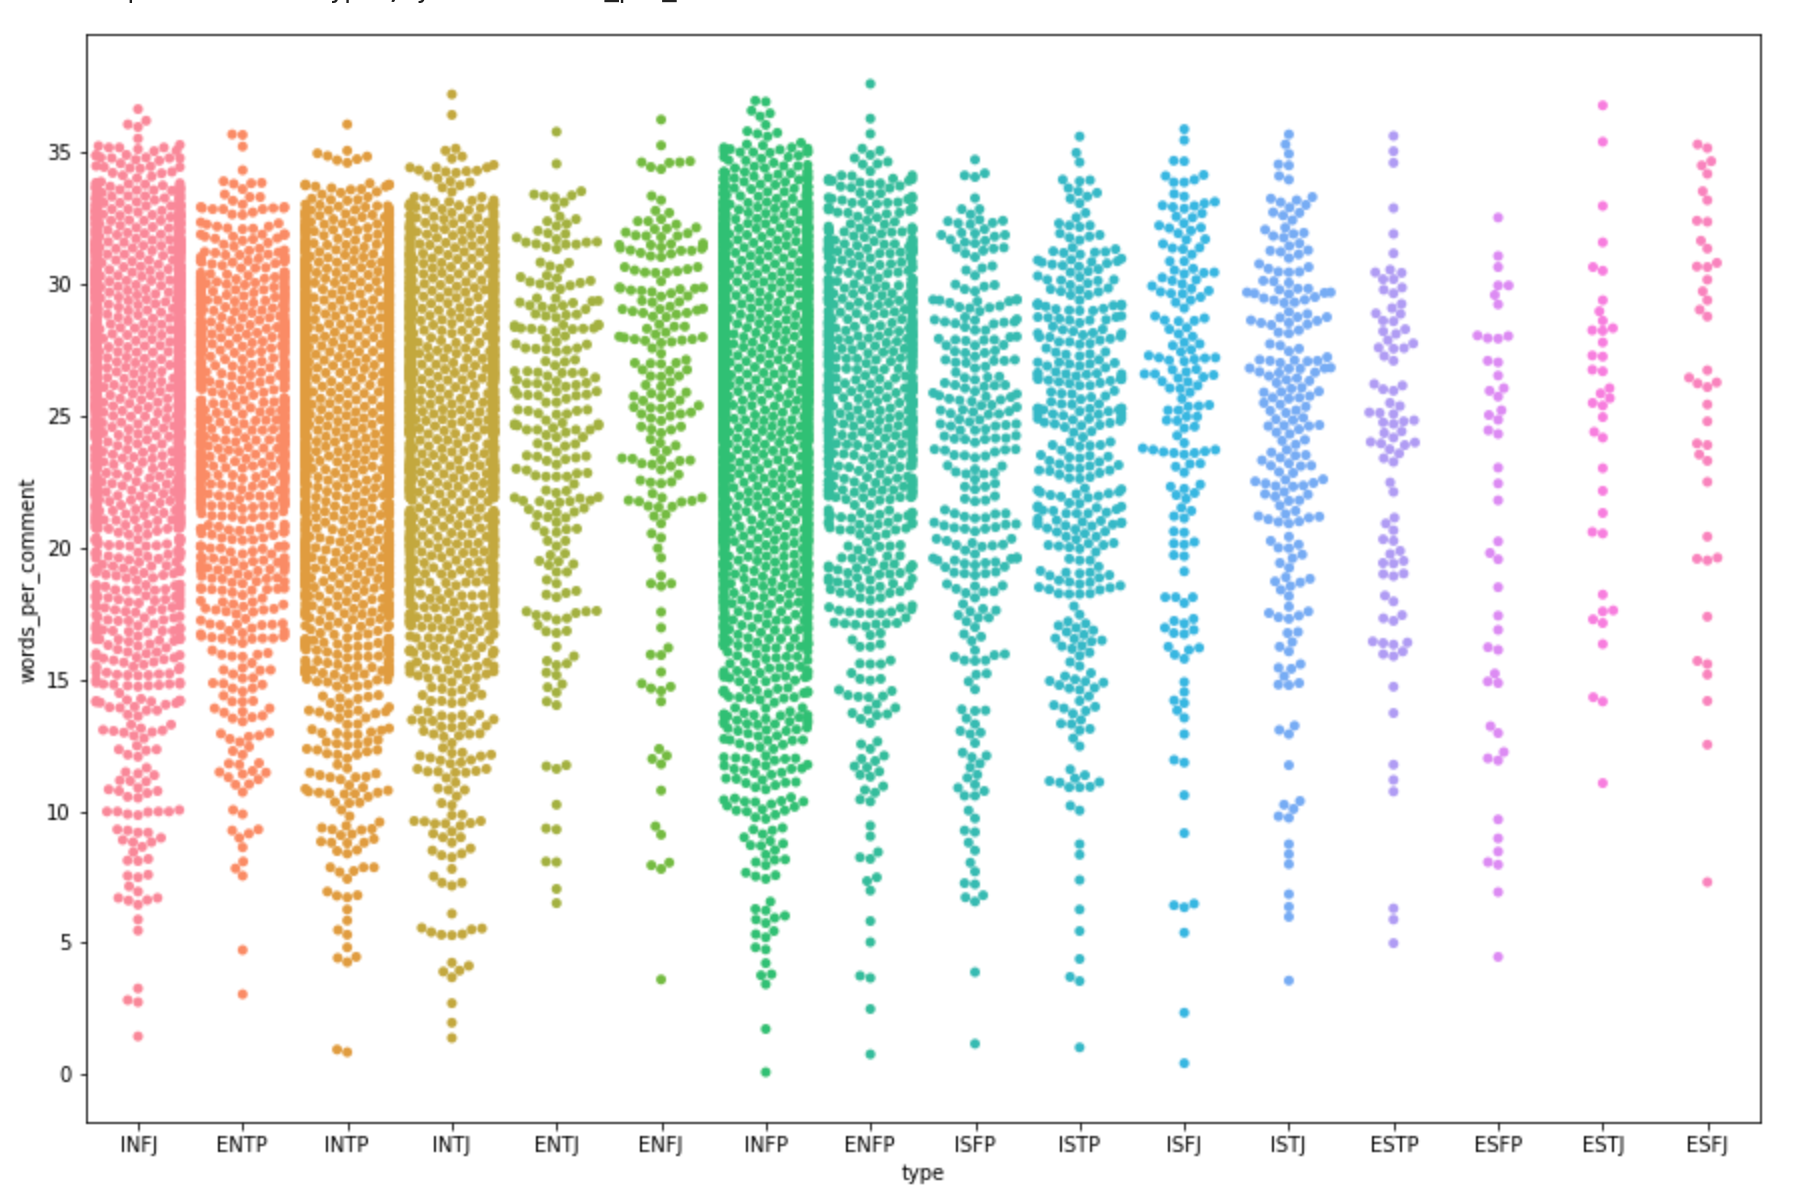 35
30
25
20
15
10
5
0
words_per_comment
INFJ ENTP INTP INTJ ENTJ ENFJ INFP ENFP ISFP ISTP ISFJ ISTJ ESTP ESFP ESTJ ESFJ
type